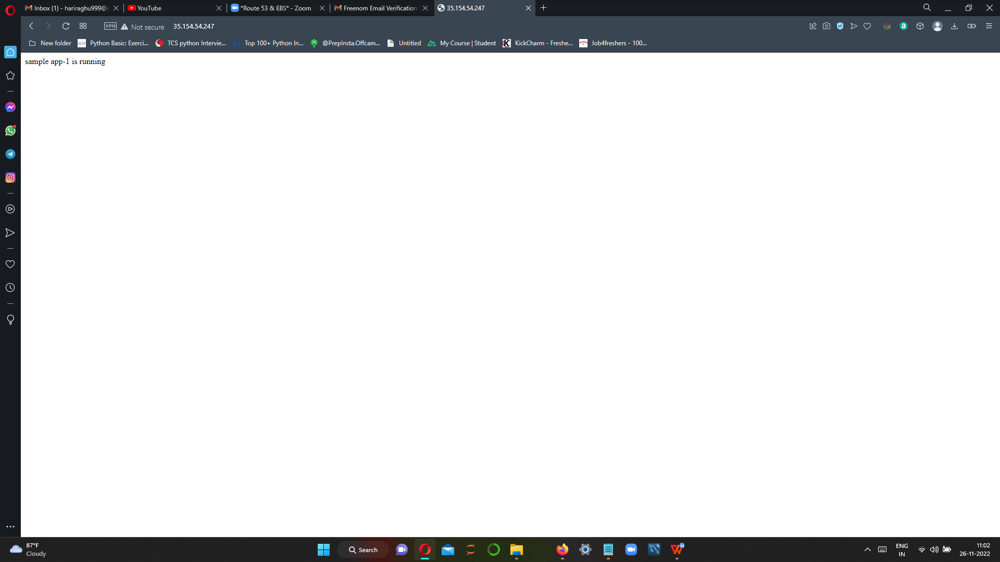 Inbox (1) - hariraghu999@
YouTube
*Route 53 & EBS* - Zoom
Freenom Email Verification
35.154.54.247
VPN
Not secure
35.154.54.247
New folder
w3r
Python Basic: Exerci...
TCS python Intervie...
e!
Top 100+ Python In...
@PrepInsta.Offcam...
Untitled
My Course | Student
K
KickCharm - Freshe...
Job4freshers - 100...
sample app-1 is running
87°F
Cloudy
Search
ENG
IN
11:02
26-11-2022